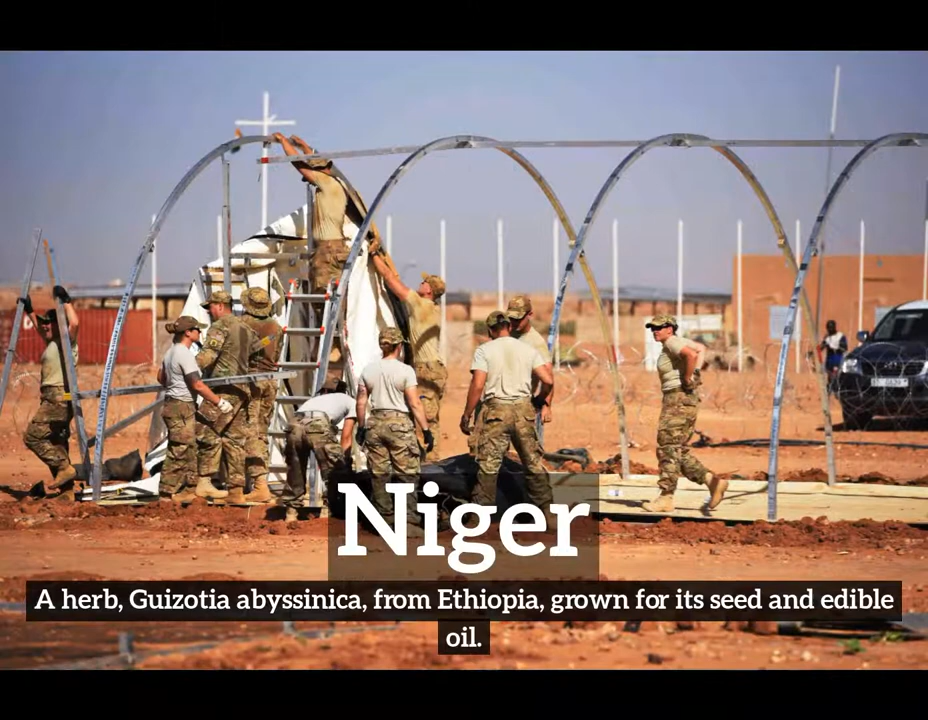 Niger
A herb, Guizotia abyssinica, from Ethiopia, grown for its seed and edible
oil.